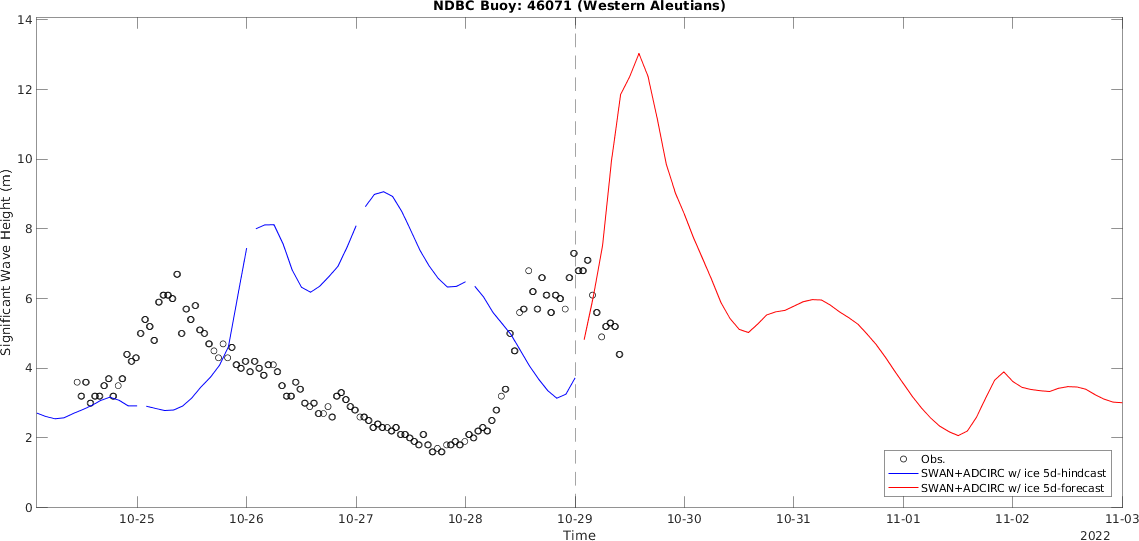 NDBC Buoy: 46071 (Western Aleutians)
Significant Wave Height (m)
14
12
10
8
6
4
2
0
10-25 10-26 10-27 10-28 10-29 10-30 10-31 11-01 11-02 11-03
Time
2022
Obs.
SWAN+ADCIRC w/ ice 5d-hindcast
SWAN+ADCIRC w/ ice 5d-forecast